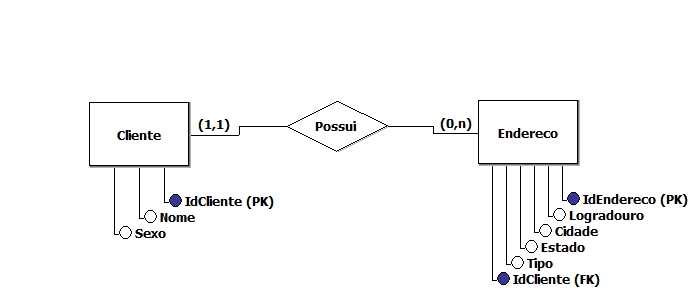 Cliente
(1,1)
Possui
(0,n)
Endereco
IdCliente (PK)
Nome
Sexo
IdEndereco (PK)
Logradouro
Cidade
Estado
Tipo
IdCliente (FK)